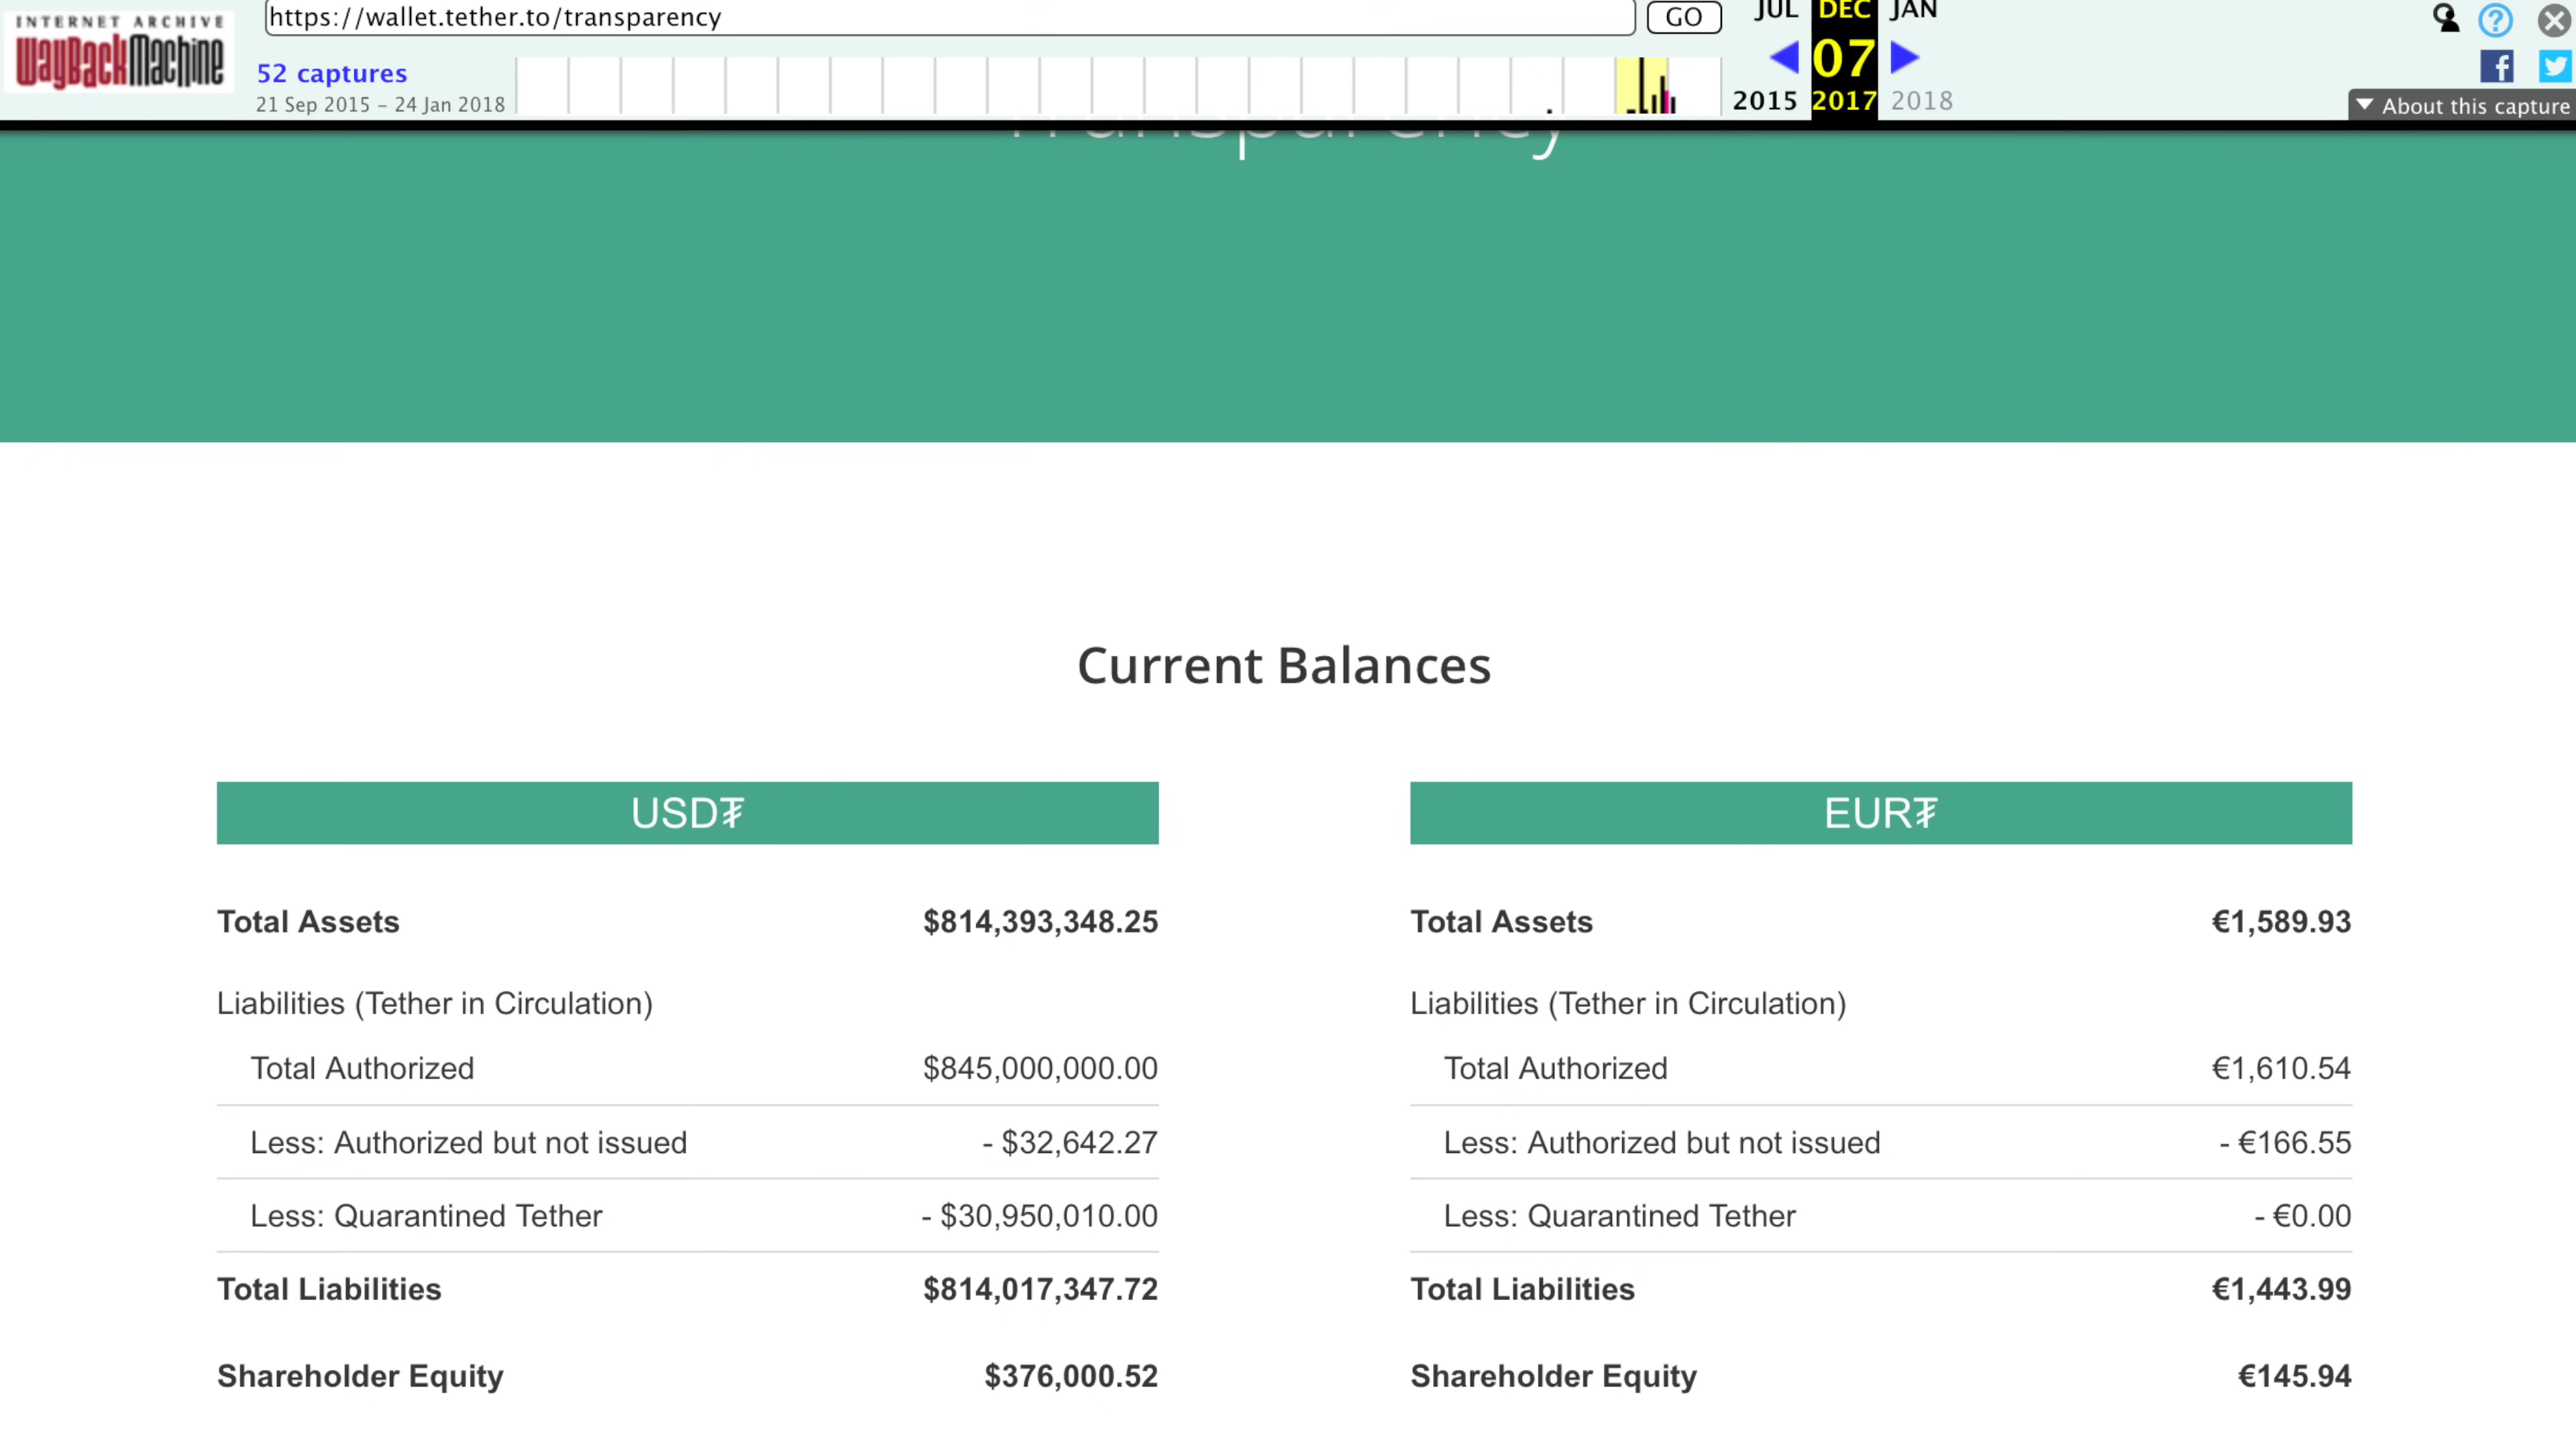 INTERNET ARCHIVE
WayBackMachine
https://wallet.tether.to/transparency
GO
JUL DEC JAN
52 captures
07
21 Sep 2015 – 24 Jan 2018
2015 2017 2018
About this capture
Transparency
Current Balances
USD₮
Total Assets $814,393,348.25
Liabilities (Tether in Circulation)
Total Authorized $845,000,000.00
Less: Authorized but not issued - $32,642.27
Less: Quarantined Tether - $30,950,010.00
Total Liabilities $814,017,347.72
Shareholder Equity $376,000.52
EUR₮
Total Assets €1,589.93
Liabilities (Tether in Circulation)
Total Authorized €1,610.54
Less: Authorized but not issued - €166.55
Less: Quarantined Tether - €0.00
Total Liabilities €1,443.99
Shareholder Equity €145.94